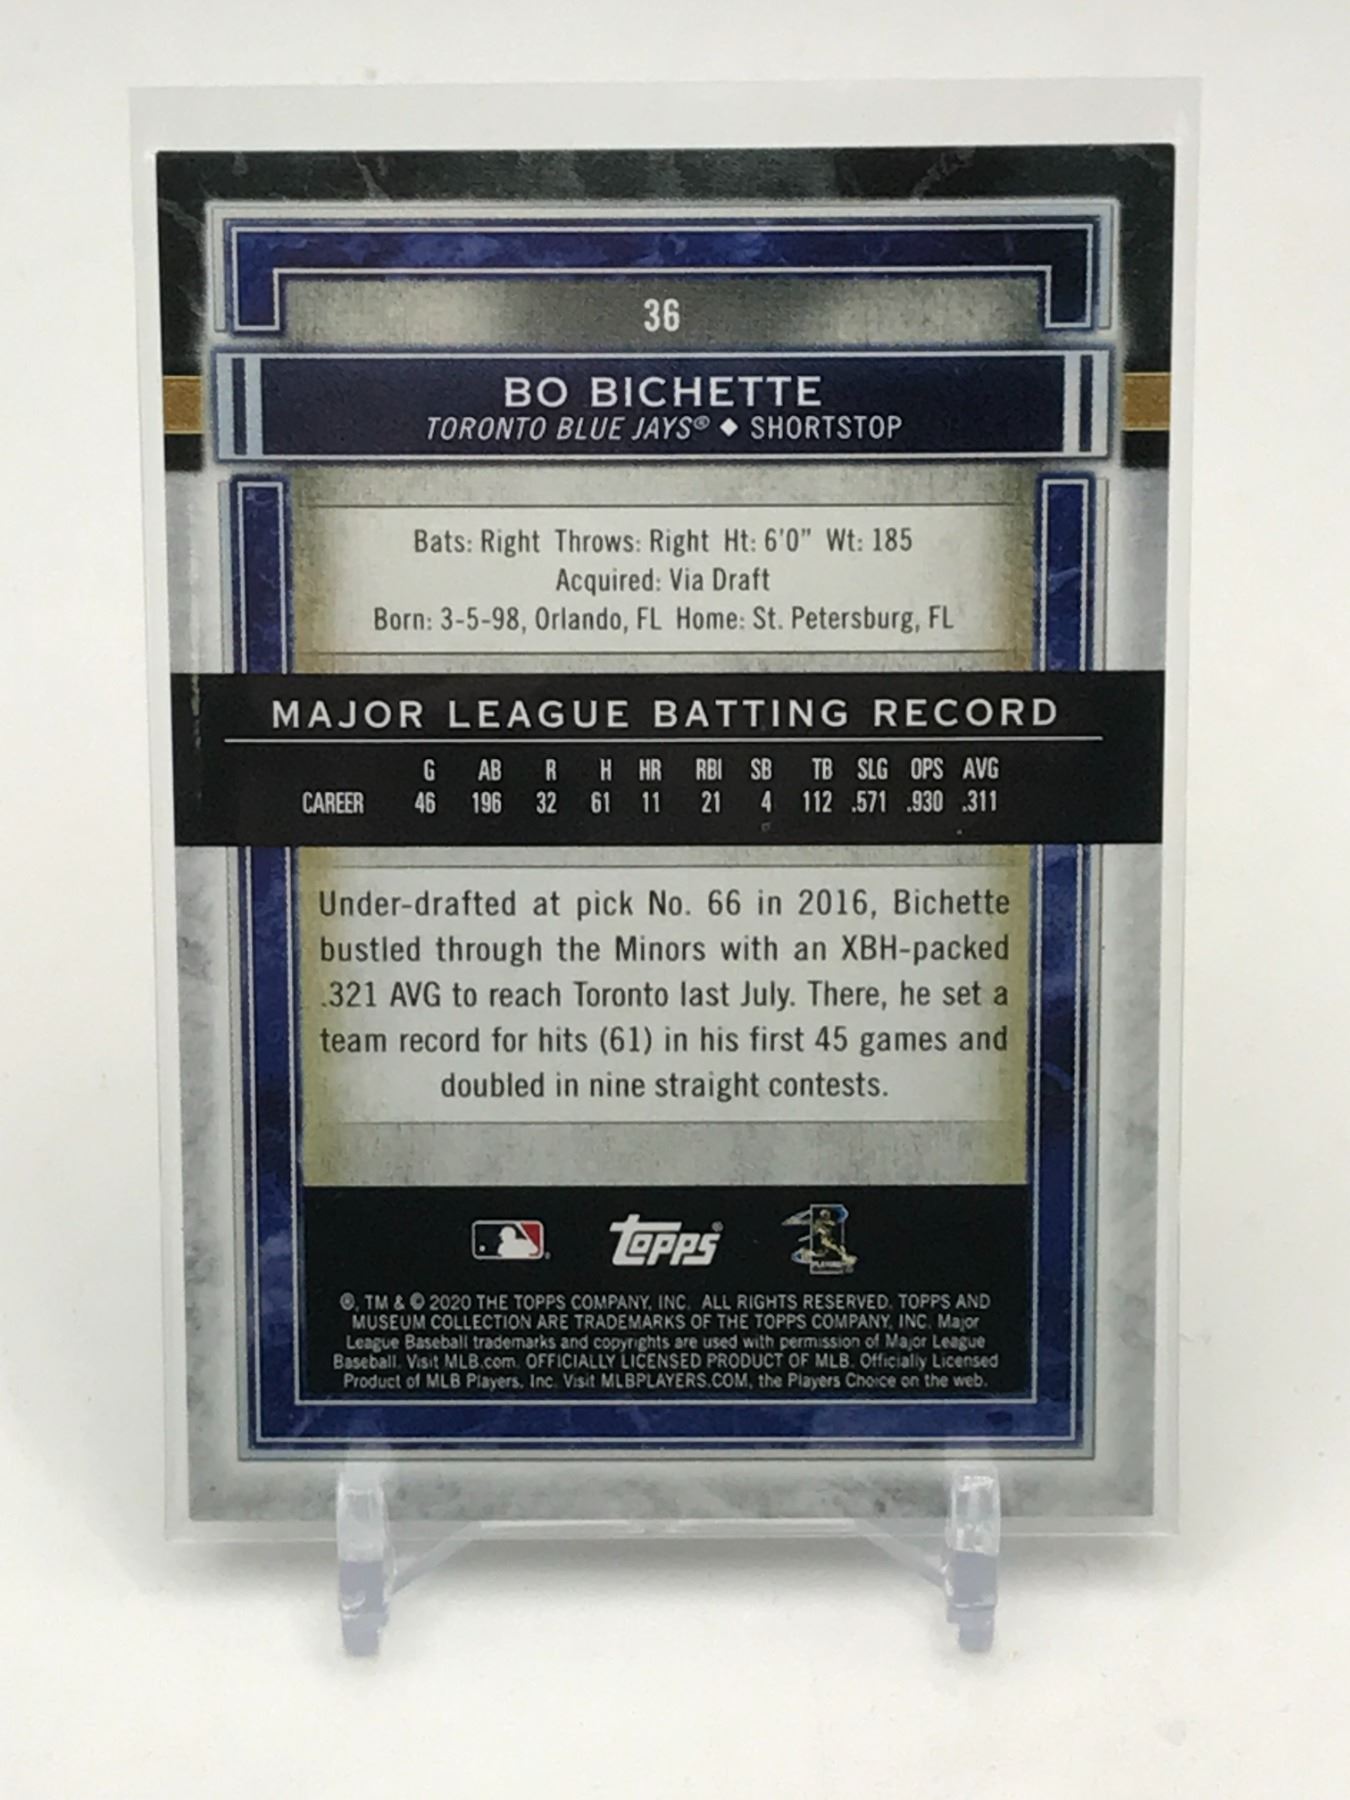 36
BO BICHETTE
TORONTO BLUE JAYS® ◆ SHORTSTOP
Bats: Right Throws: Right Ht: 6'0" Wt: 185
Acquired: Via Draft
Born: 3-5-98, Orlando, FL Home: St. Petersburg, FL
MAJOR LEAGUE BATTING RECORD
G AB R H HR RBI SB TB SLG OPS AVG
CAREER 46 196 32 61 11 21 4 112 .571 .930 .311
Under-drafted at pick No. 66 in 2016, Bichette
bustled through the Minors with an XBH-packed
.321 AVG to reach Toronto last July. There, he set a
team record for hits (61) in his first 45 games and
doubled in nine straight contests.
topps®
®, TM & © 2020 THE TOPPS COMPANY, INC. ALL RIGHTS RESERVED. TOPPS AND
MUSEUM COLLECTION ARE TRADEMARKS OF THE TOPPS COMPANY, INC. Major
League Baseball trademarks and copyrights are used with permission of Major League
Baseball. Visit MLB.com. OFFICIALLY LICENSED PRODUCT OF MLB. Officially Licensed
Product of MLB Players, Inc. Visit MLBPLAYERS.COM, the Players Choice on the web.